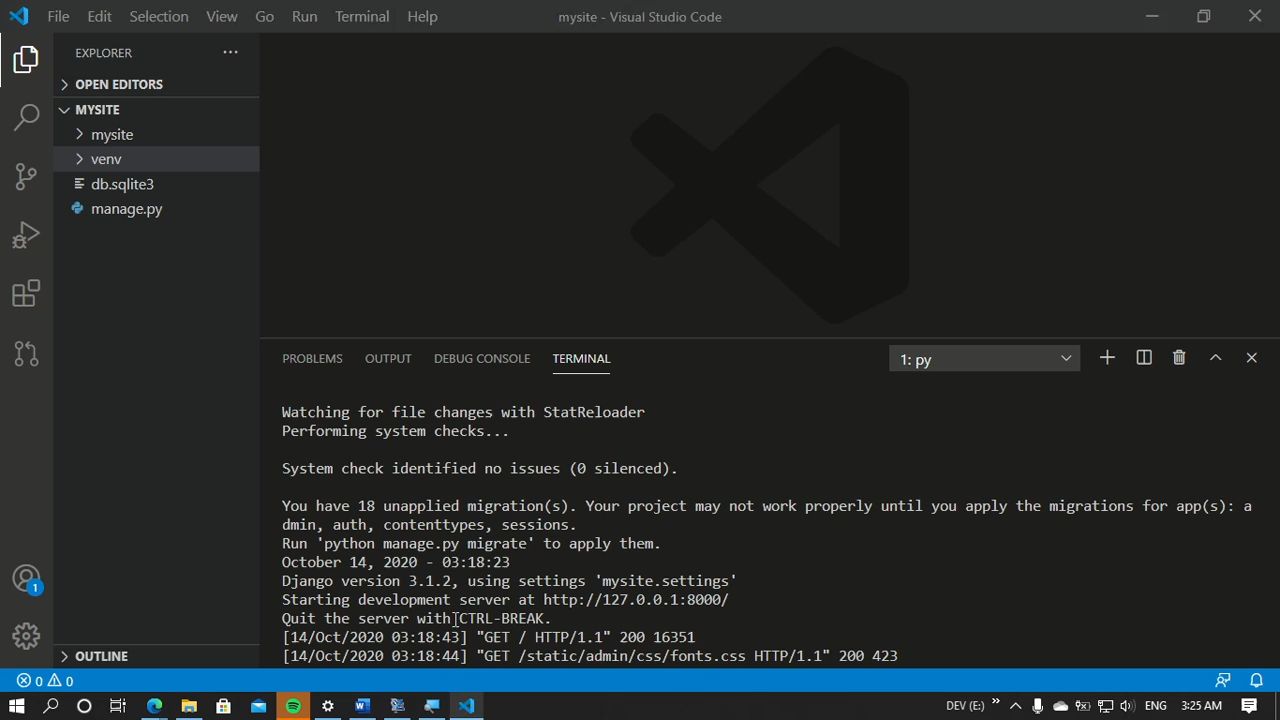 File Edit Selection View Go Run Terminal Help
mysite - Visual Studio Code
EXPLORER
OPEN EDITORS
MYSITE
mysite
venv
db.sqlite3
manage.py
OUTLINE
PROBLEMS OUTPUT DEBUG CONSOLE TERMINAL
1: py
Watching for file changes with StatReloader
Performing system checks...
System check identified no issues (0 silenced).
You have 18 unapplied migration(s). Your project may not work properly until you apply the migrations for app(s): a
dmin, auth, contenttypes, sessions.
Run 'python manage.py migrate' to apply them.
October 14, 2020 - 03:18:23
Django version 3.1.2, using settings 'mysite.settings'
Starting development server at http://127.0.0.1:8000/
Quit the server with CTRL-BREAK.
[14/Oct/2020 03:18:43] "GET / HTTP/1.1" 200 16351
[14/Oct/2020 03:18:44] "GET /static/admin/css/fonts.css HTTP/1.1" 200 423
1
0 0
DEV (E:) ENG 3:25 AM